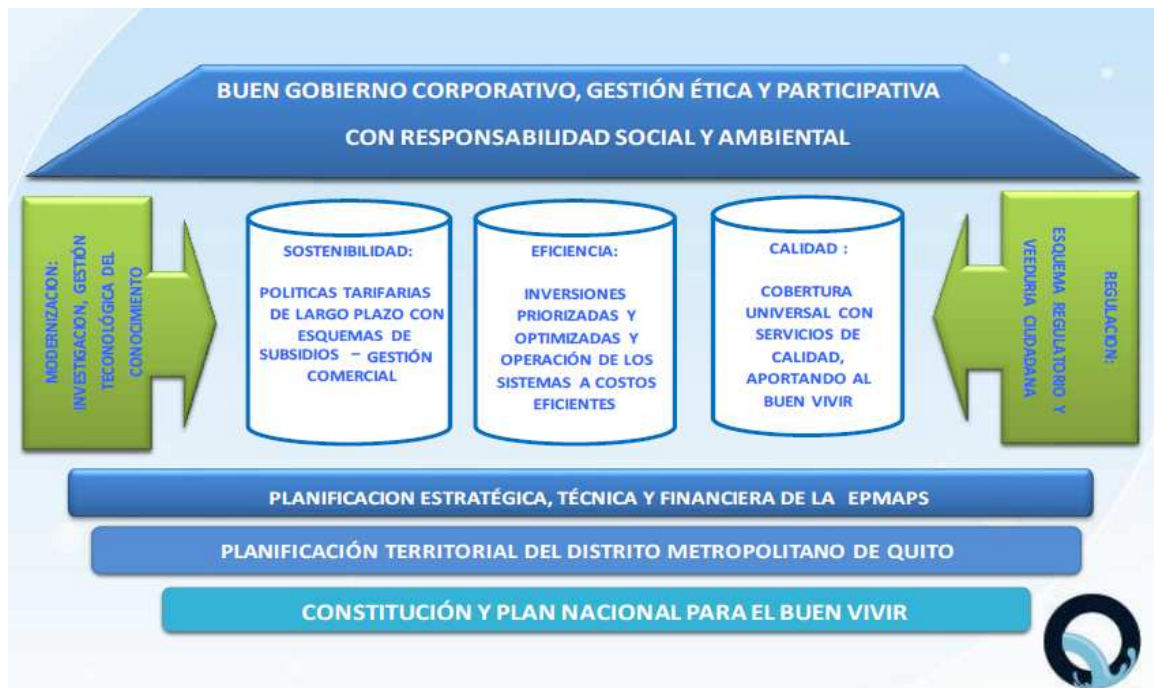 BUEN GOBIERNO CORPORATIVO, GESTIÓN ÉTICA Y PARTICIPATIVA
CON RESPONSABILIDAD SOCIAL Y AMBIENTAL
MODERNIZACION:
INVESTIGACION, GESTIÓN
TECONOLÓGICA DEL
CONOCIMIENTO
SOSTENIBILIDAD:
POLITICAS TARIFARIAS
DE LARGO PLAZO CON
ESQUEMAS DE
SUBSIDIOS – GESTIÓN
COMERCIAL
EFICIENCIA:
INVERSIONES
PRIORIZADAS Y
OPTIMIZADAS Y
OPERACIÓN DE LOS
SISTEMAS A COSTOS
EFICIENTES
CALIDAD :
COBERTURA
UNIVERSAL CON
SERVICIOS DE
CALIDAD,
APORTANDO AL
BUEN VIVIR
REGULACION:
ESQUEMA REGULATORIO Y
VEEDURIA CIUDADANA
PLANIFICACION ESTRATÉGICA, TÉCNICA Y FINANCIERA DE LA EPMAPS
PLANIFICACIÓN TERRITORIAL DEL DISTRITO METROPOLITANO DE QUITO
CONSTITUCIÓN Y PLAN NACIONAL PARA EL BUEN VIVIR